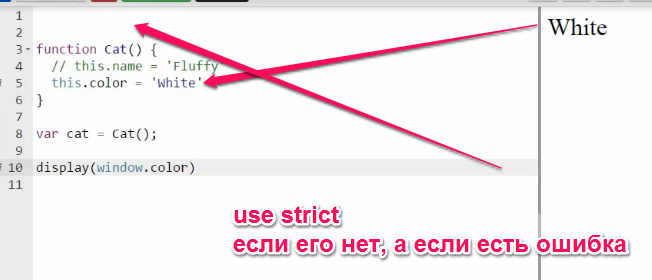 1
2
3 function Cat() {
4 // this.name = 'Fluffy
5 this.color = 'White'
6 }
7
8 var cat = Cat();
9
10 display(window.color)
11
White
use strict
если его нет, а если есть ошибка